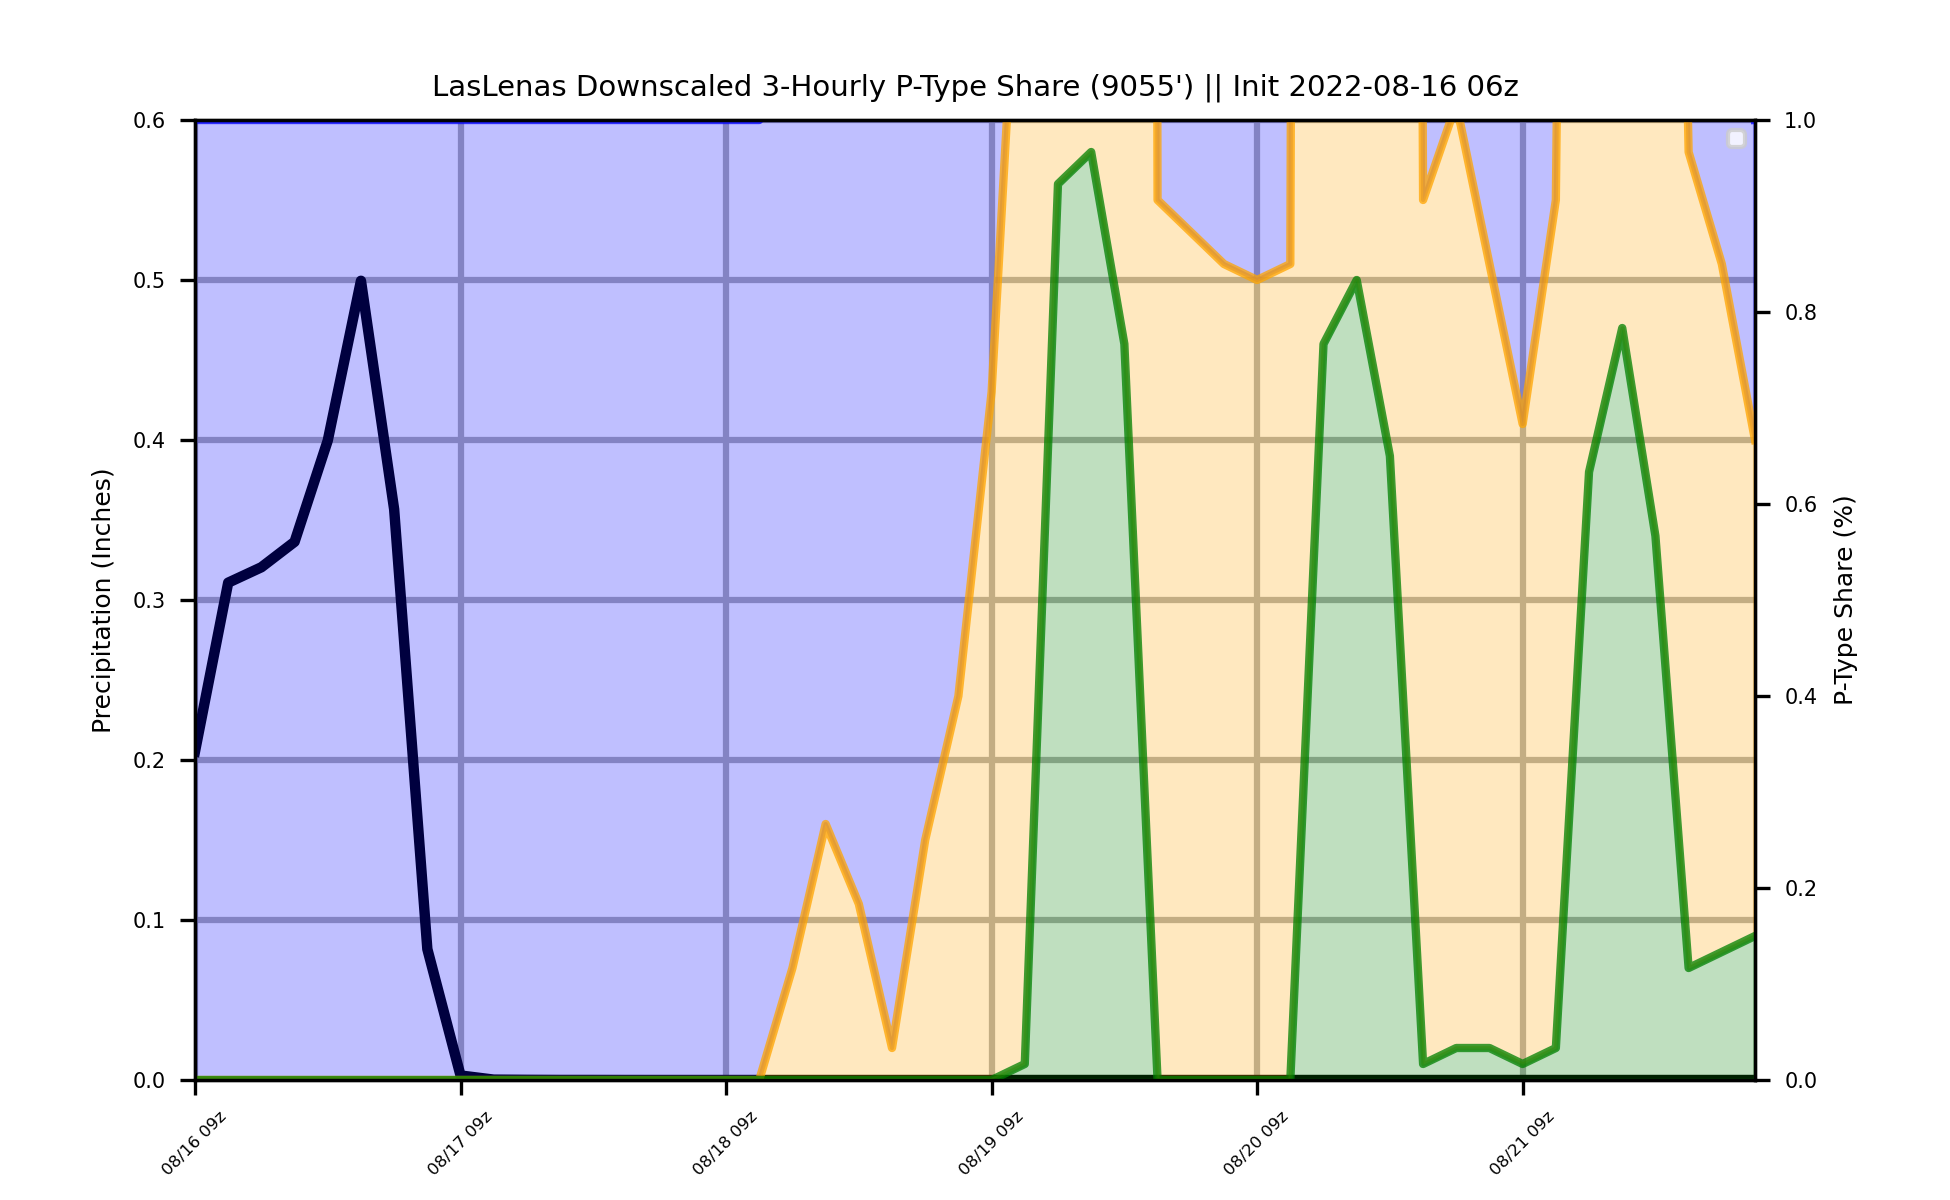 LasLenas Downscaled 3-Hourly P-Type Share (9055') || Init 2022-08-16 06z
Precipitation (Inches)
0.6
0.5
0.4
0.3
0.2
0.1
0.0
1.0
0.8
0.6
0.4
0.2
0.0
P-Type Share (%)
08/16 09z
08/17 09z
08/18 09z
08/19 09z
08/20 09z
08/21 09z